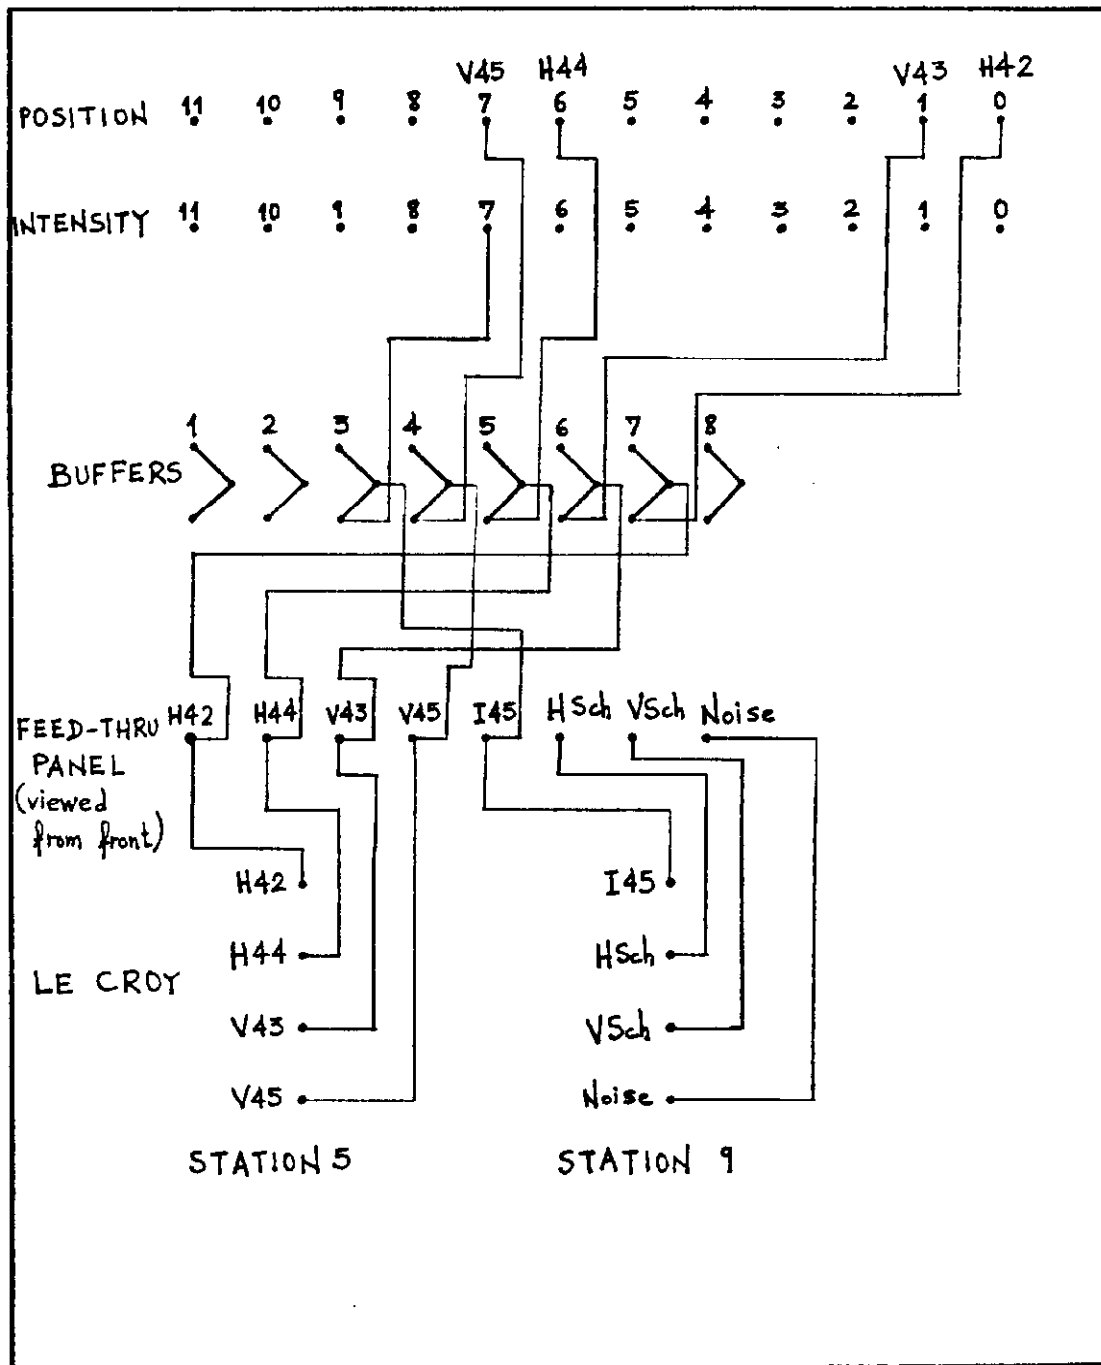 V45 H44 V43 H42
POSITION 11 10 9 8 7 6 5 4 3 2 1 0
INTENSITY 11 10 9 8 7 6 5 4 3 2 1 0
BUFFERS 1 2 3 4 5 6 7 8
FEED-THRU H42 H44 V43 V45 I45 HSch VSch Noise
PANEL
(viewed
from front)
H42 I45
H44 HSch
LE CROY
V43 VSch
V45 Noise
STATION 5 STATION 9